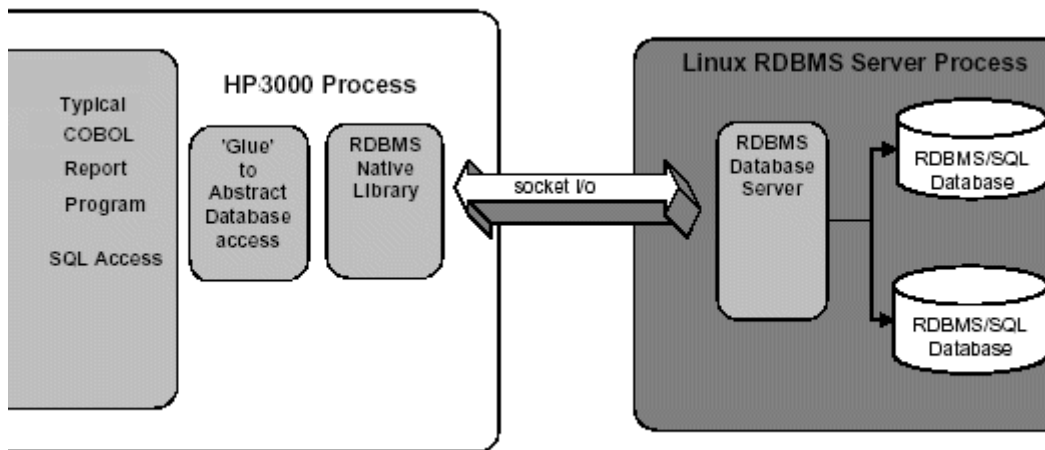 HP3000 Process
Typical
COBOL
Report
Program
SQL Access
'Glue'
to
Abstract
Database
access
RDBMS
Native
Library
socket I/o
Linux RDBMS Server Process
RDBMS
Database
Server
RDBMS/SQL
Database
RDBMS/SQL
Database